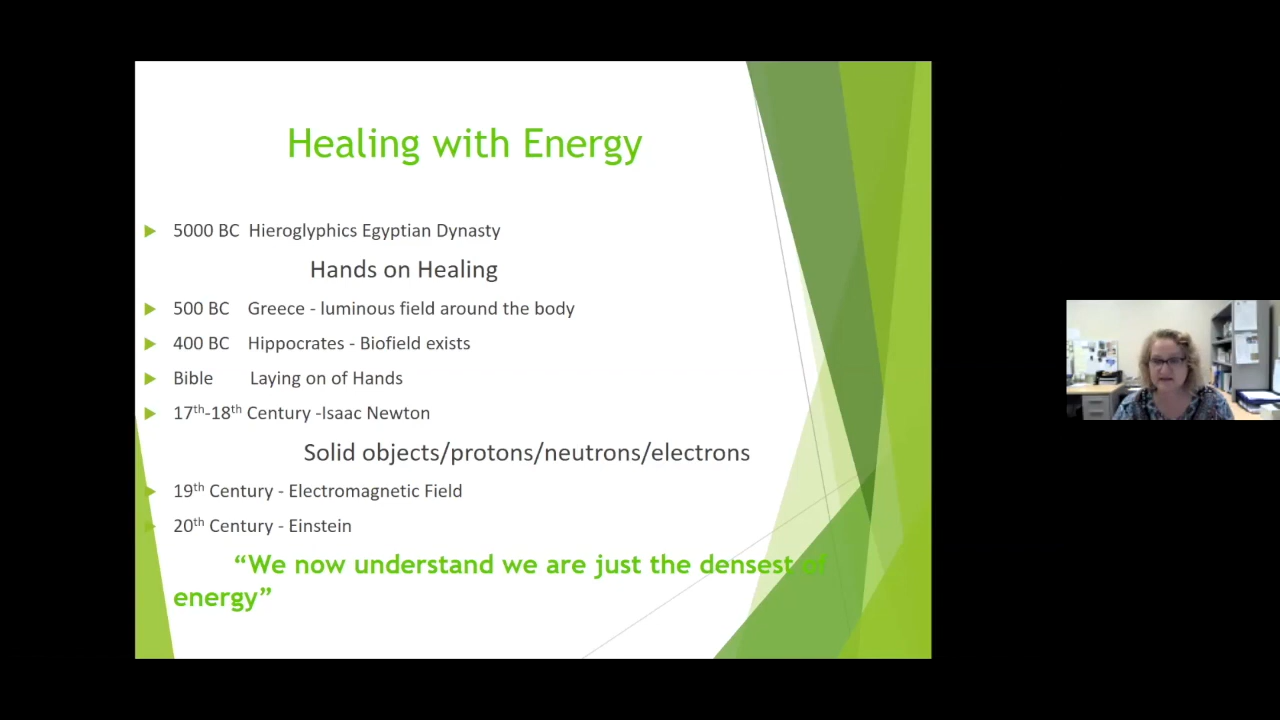 Healing with Energy
5000 BC Hieroglyphics Egyptian Dynasty
Hands on Healing
500 BC Greece - luminous field around the body
400 BC Hippocrates - Biofield exists
Bible Laying on of Hands
17th-18th Century -Isaac Newton
Solid objects/protons/neutrons/electrons
19th Century - Electromagnetic Field
20th Century - Einstein
“We now understand we are just the densest of
energy”